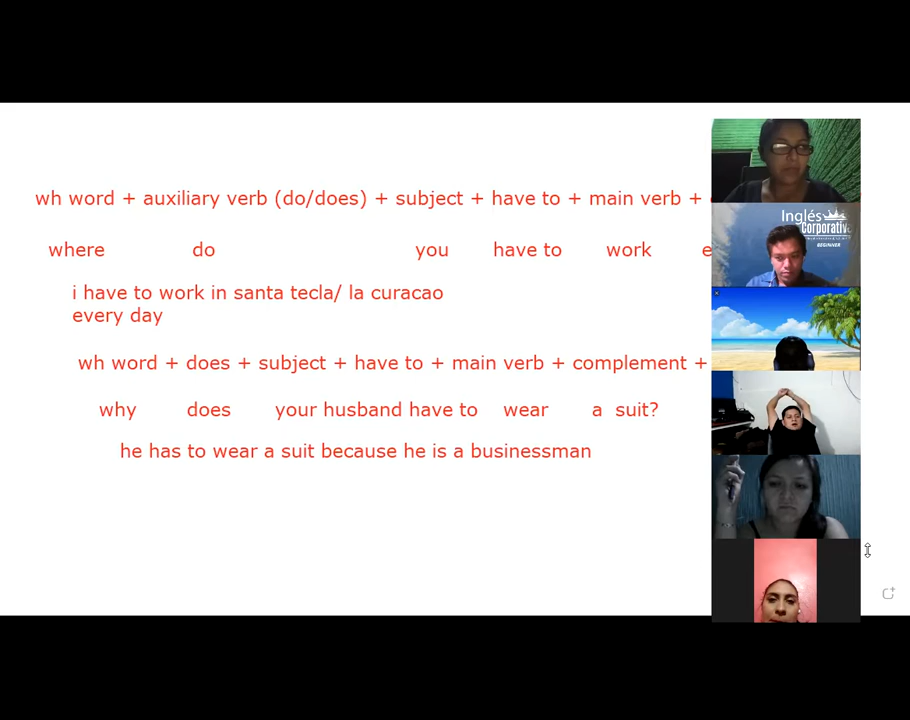 wh word + auxiliary verb (do/does) + subject + have to + main verb +
where do you have to work
i have to work in santa tecla/ la curacao
every day
wh word + does + subject + have to + main verb + complement +
why does your husband have to wear a suit?
he has to wear a suit because he is a businessman
Inglés
Corporativ
BEGINNER